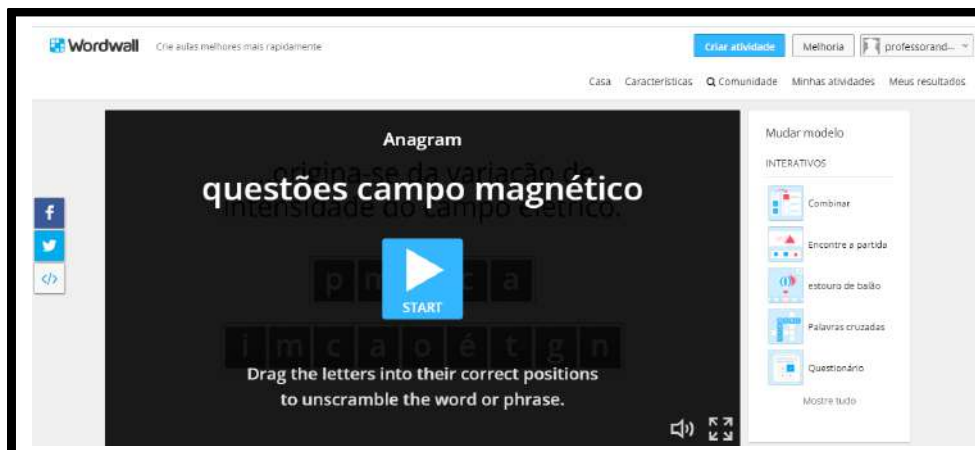 Wordwall Crie aulas melhores mais rapidamente Criar atividade Melhoria professorand...
Casa Características Comunidade Minhas atividades Meus resultados
Anagram
origina-se da variação de
questões campo magnético
intensidade do campo elétrico.
START
i m c a o é t g n
Drag the letters into their correct positions
to unscramble the word or phrase.
Mudar modelo
INTERATIVOS
Combinar
Encontre a partida
estouro de balão
Palavras cruzadas
Questionário
Mostre tudo
f
</>